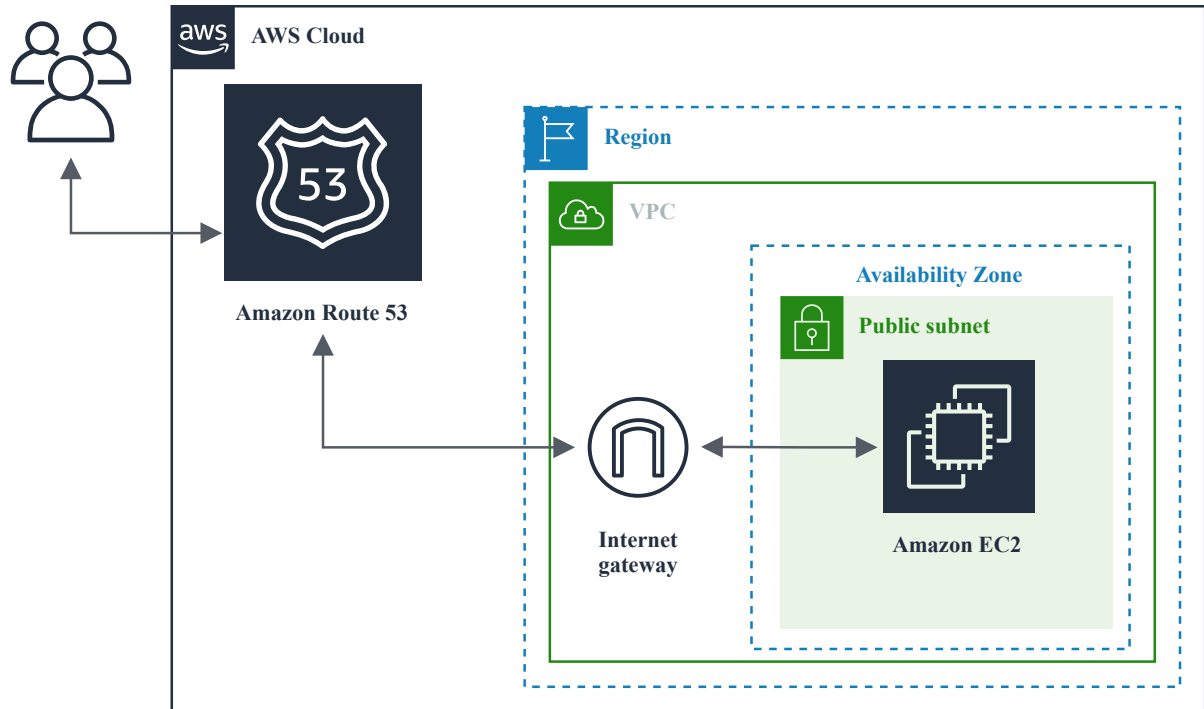 aws
AWS Cloud
53
Region
VPC
Availability Zone
Amazon Route 53
Public subnet
Internet
gateway
Amazon EC2